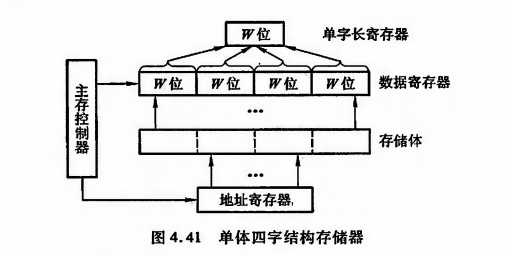 W位
单字长寄存器
主存控制器
W位 W位 W位 W位
数据寄存器
...
存储体
...
地址寄存器
图 4.41 单体四字结构存储器